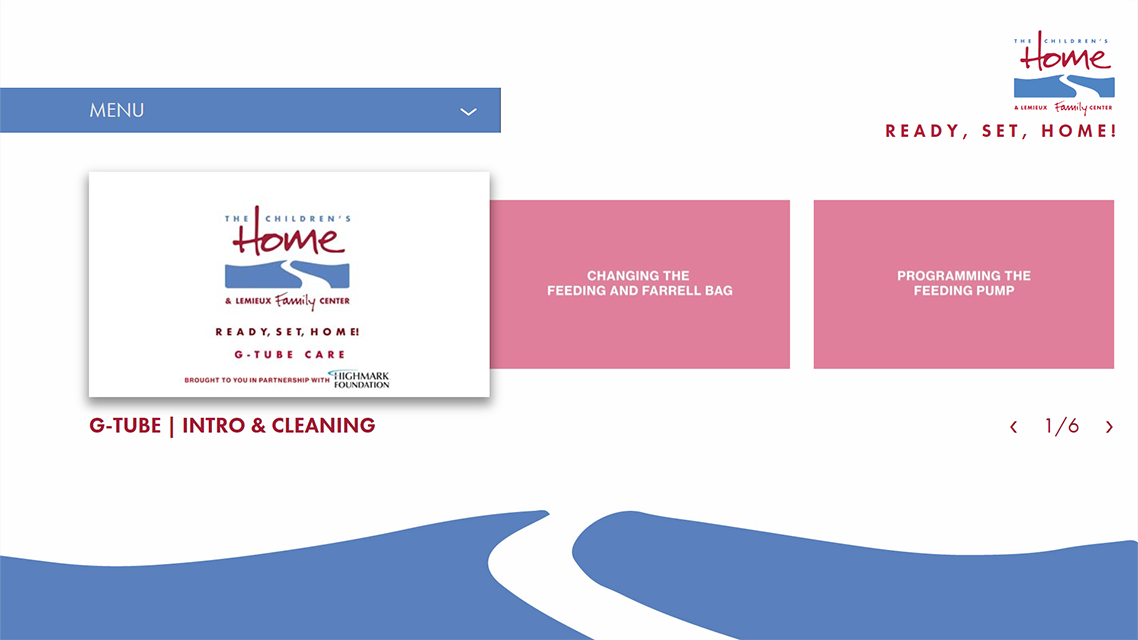 THE CHILDREN'S
Home
& LEMIEUX Family CENTER
READY, SET, HOME!
MENU
THE CHILDREN'S
Home
& LEMIEUX Family CENTER
READY, SET, HOME!
G-TUBE CARE
BROUGHT TO YOU IN PARTNERSHIP WITH HIGHMARK
FOUNDATION
CHANGING THE
FEEDING AND FARRELL BAG
PROGRAMMING THE
FEEDING PUMP
G-TUBE | INTRO & CLEANING
‹ 1/6 ›